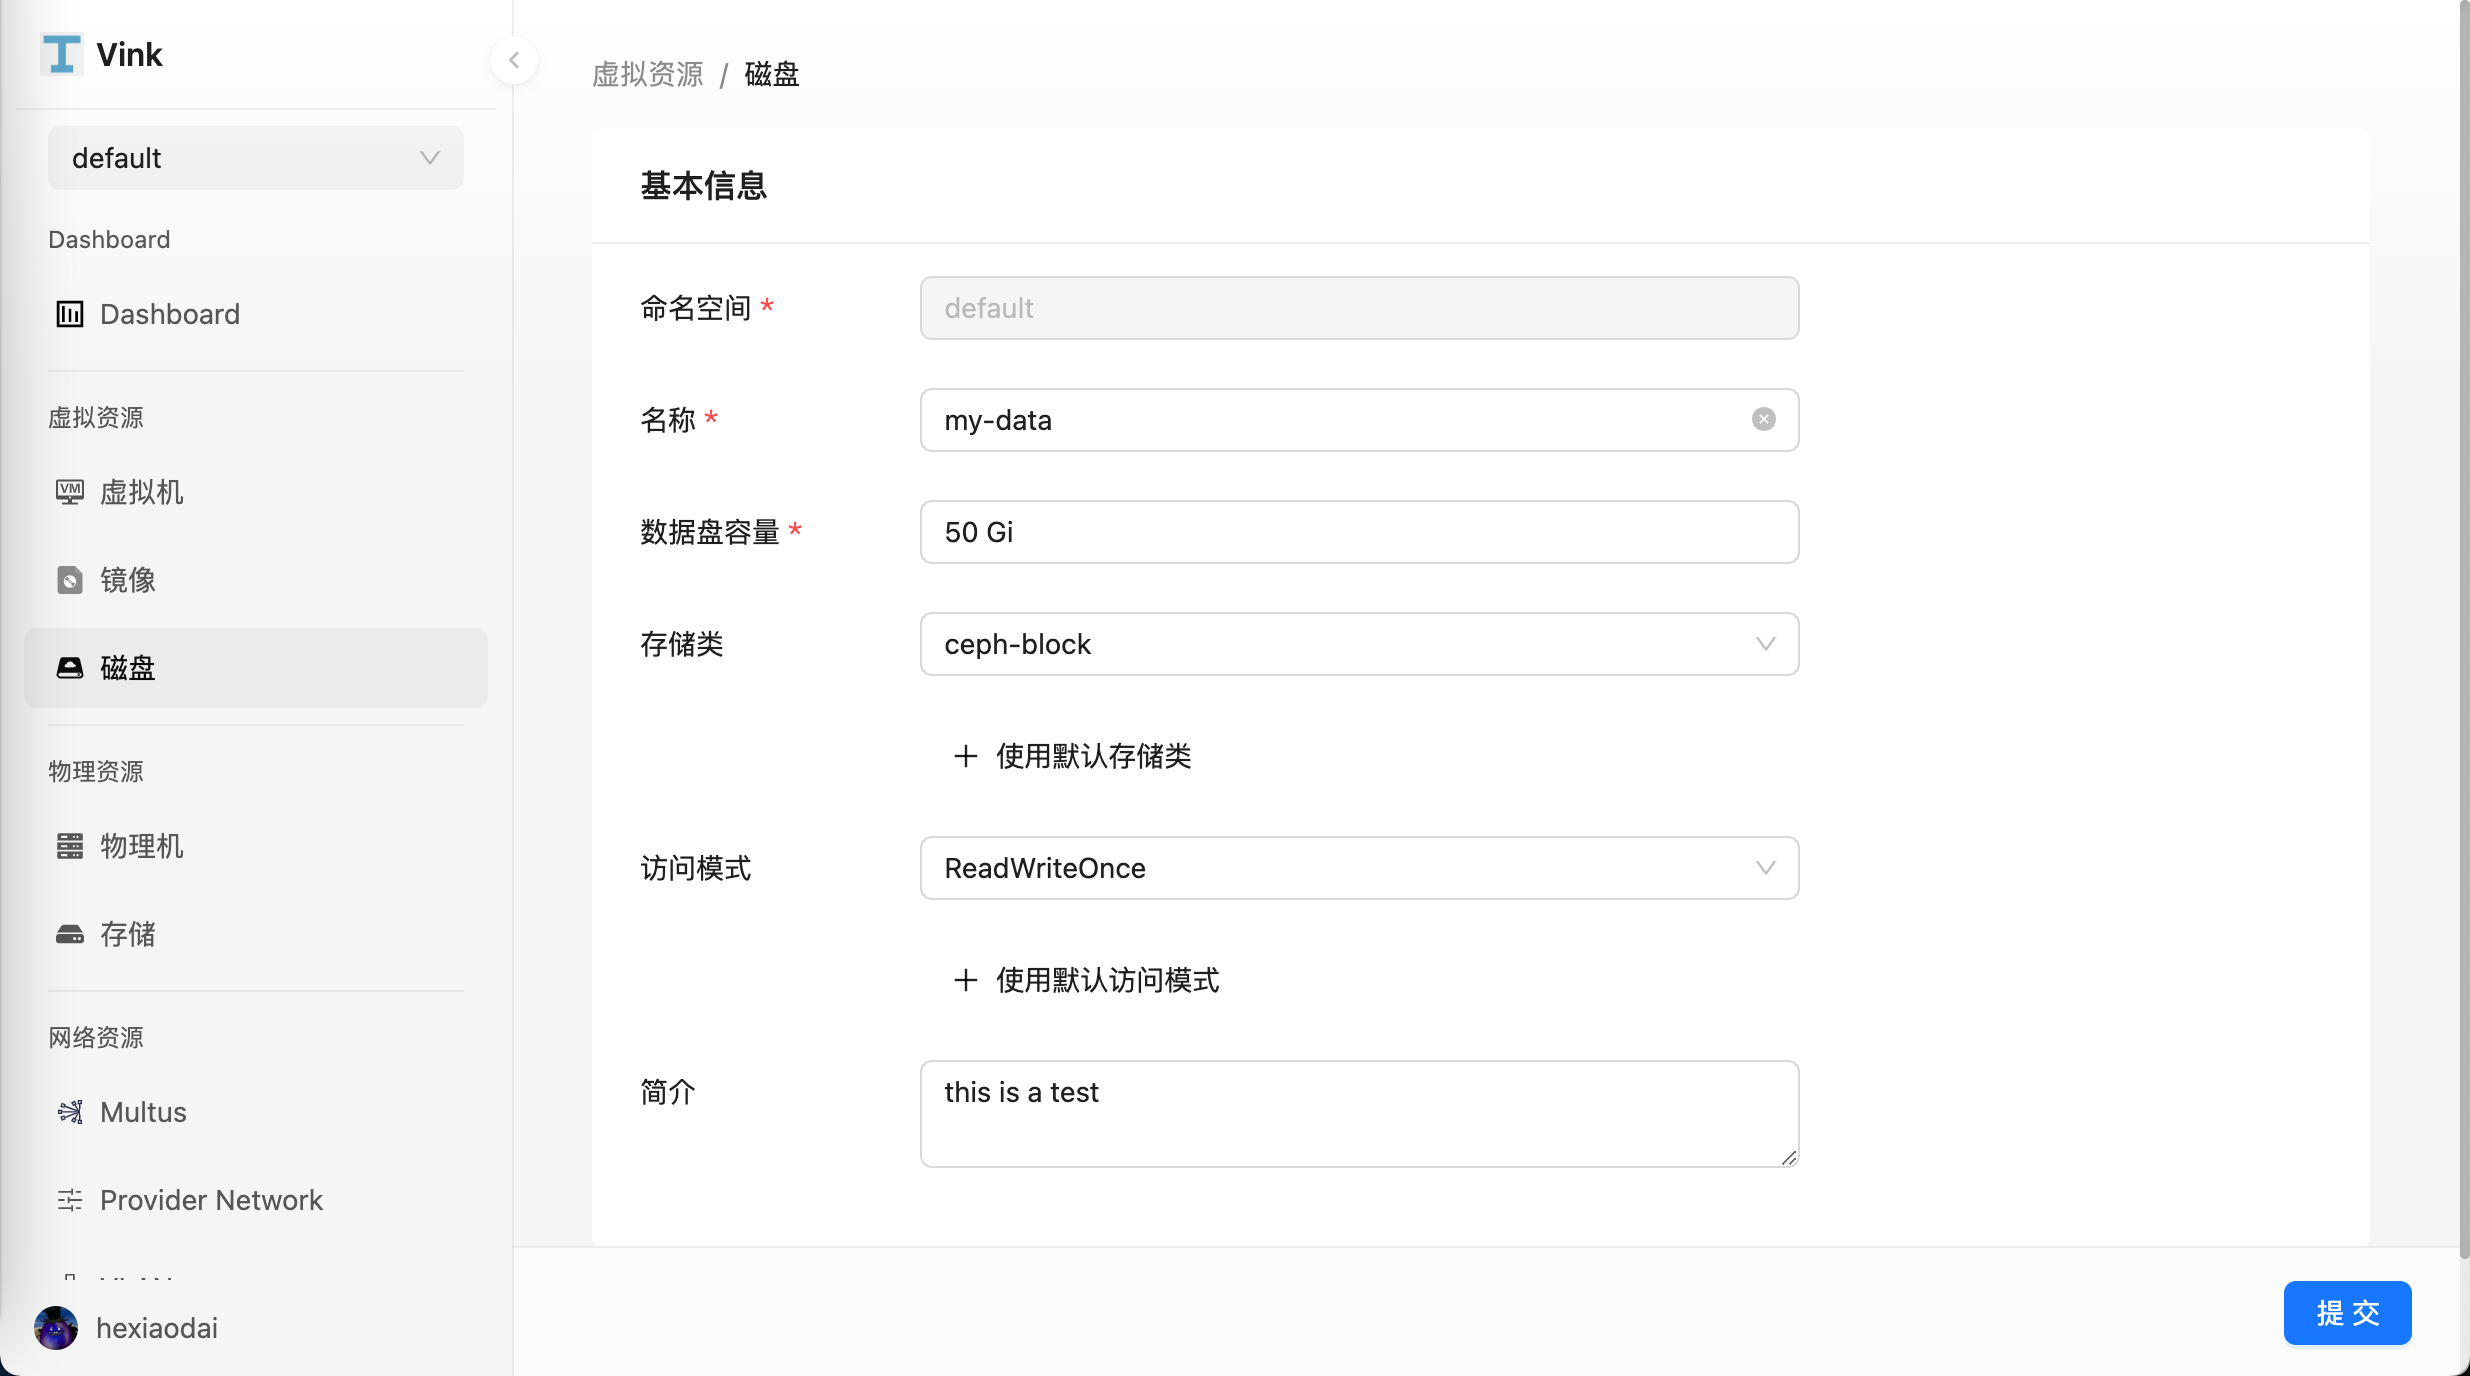 Vink
default
Dashboard
Dashboard
虚拟资源
虚拟机
镜像
磁盘
物理资源
物理机
存储
网络资源
Multus
Provider Network
hexiaodai
虚拟资源 / 磁盘
基本信息
命名空间 *
default
名称 *
my-data
数据盘容量 *
50 Gi
存储类
ceph-block
使用默认存储类
访问模式
ReadWriteOnce
使用默认访问模式
简介
this is a test
提 交